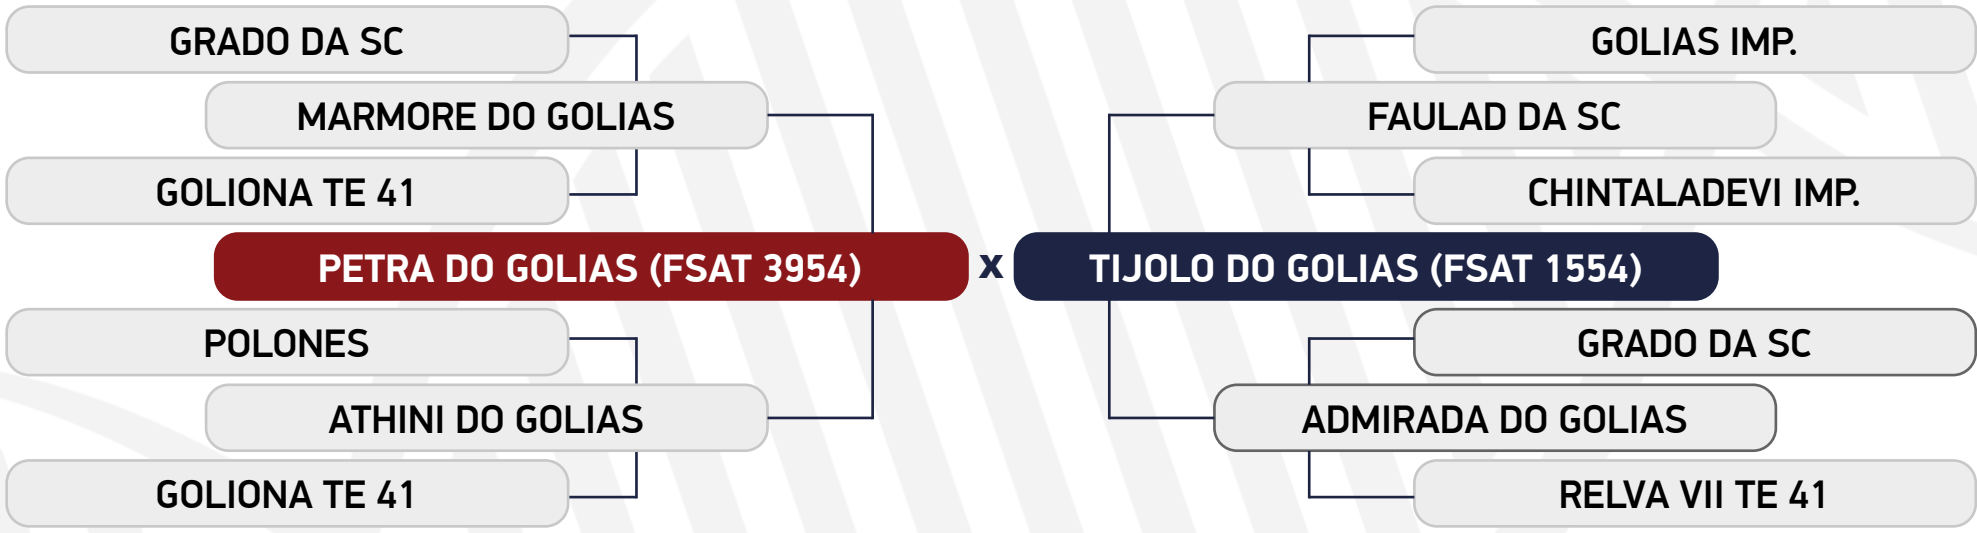 GRADO DA SC
MARMORE DO GOLIAS
GOLIONA TE 41
PETRA DO GOLIAS (FSAT 3954)
POLONES
ATHINI DO GOLIAS
GOLIONA TE 41
x
GOLIAS IMP.
FAULAD DA SC
CHINTALADEVI IMP.
TIJOLO DO GOLIAS (FSAT 1554)
GRADO DA SC
ADMIRADA DO GOLIAS
RELVA VII TE 41